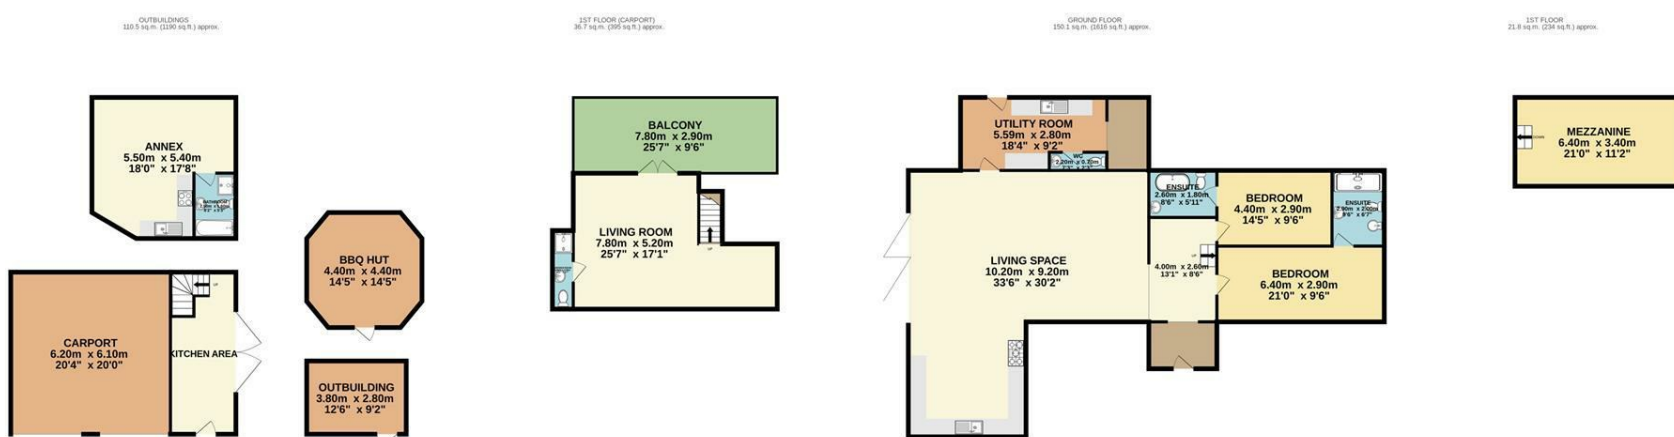 OUTBUILDINGS
110.5 sq.m. (1190 sq.ft.) approx.
1ST FLOOR (CARPORT)
36.7 sq.m. (395 sq.ft.) approx.
GROUND FLOOR
150.1 sq.m. (1616 sq.ft.) approx.
1ST FLOOR
21.8 sq.m. (234 sq.ft.) approx.
ANNEX
5.50m x 5.40m
18'0" x 17'8"
BATHROOM
BBQ HUT
4.40m x 4.40m
14'5" x 14'5"
UP
CARPORT
6.20m x 6.10m
20'4" x 20'0"
KITCHEN AREA
OUTBUILDING
3.80m x 2.80m
12'6" x 9'2"
BALCONY
7.80m x 2.90m
25'7" x 9'6"
LIVING ROOM
7.80m x 5.20m
25'7" x 17'1"
UP
UTILITY ROOM
5.59m x 2.80m
18'4" x 9'2"
WC
ENSUITE
2.60m x 1.80m
8'6" x 5'11"
BEDROOM
4.40m x 2.90m
14'5" x 9'6"
ENSUITE
2.90m x 2.00m
9'6" x 6'7"
LIVING SPACE
10.20m x 9.20m
33'6" x 30'2"
UP
4.00m x 2.60m
13'1" x 8'6"
BEDROOM
6.40m x 2.90m
21'0" x 9'6"
DOWN
MEZZANINE
6.40m x 3.40m
21'0" x 11'2"